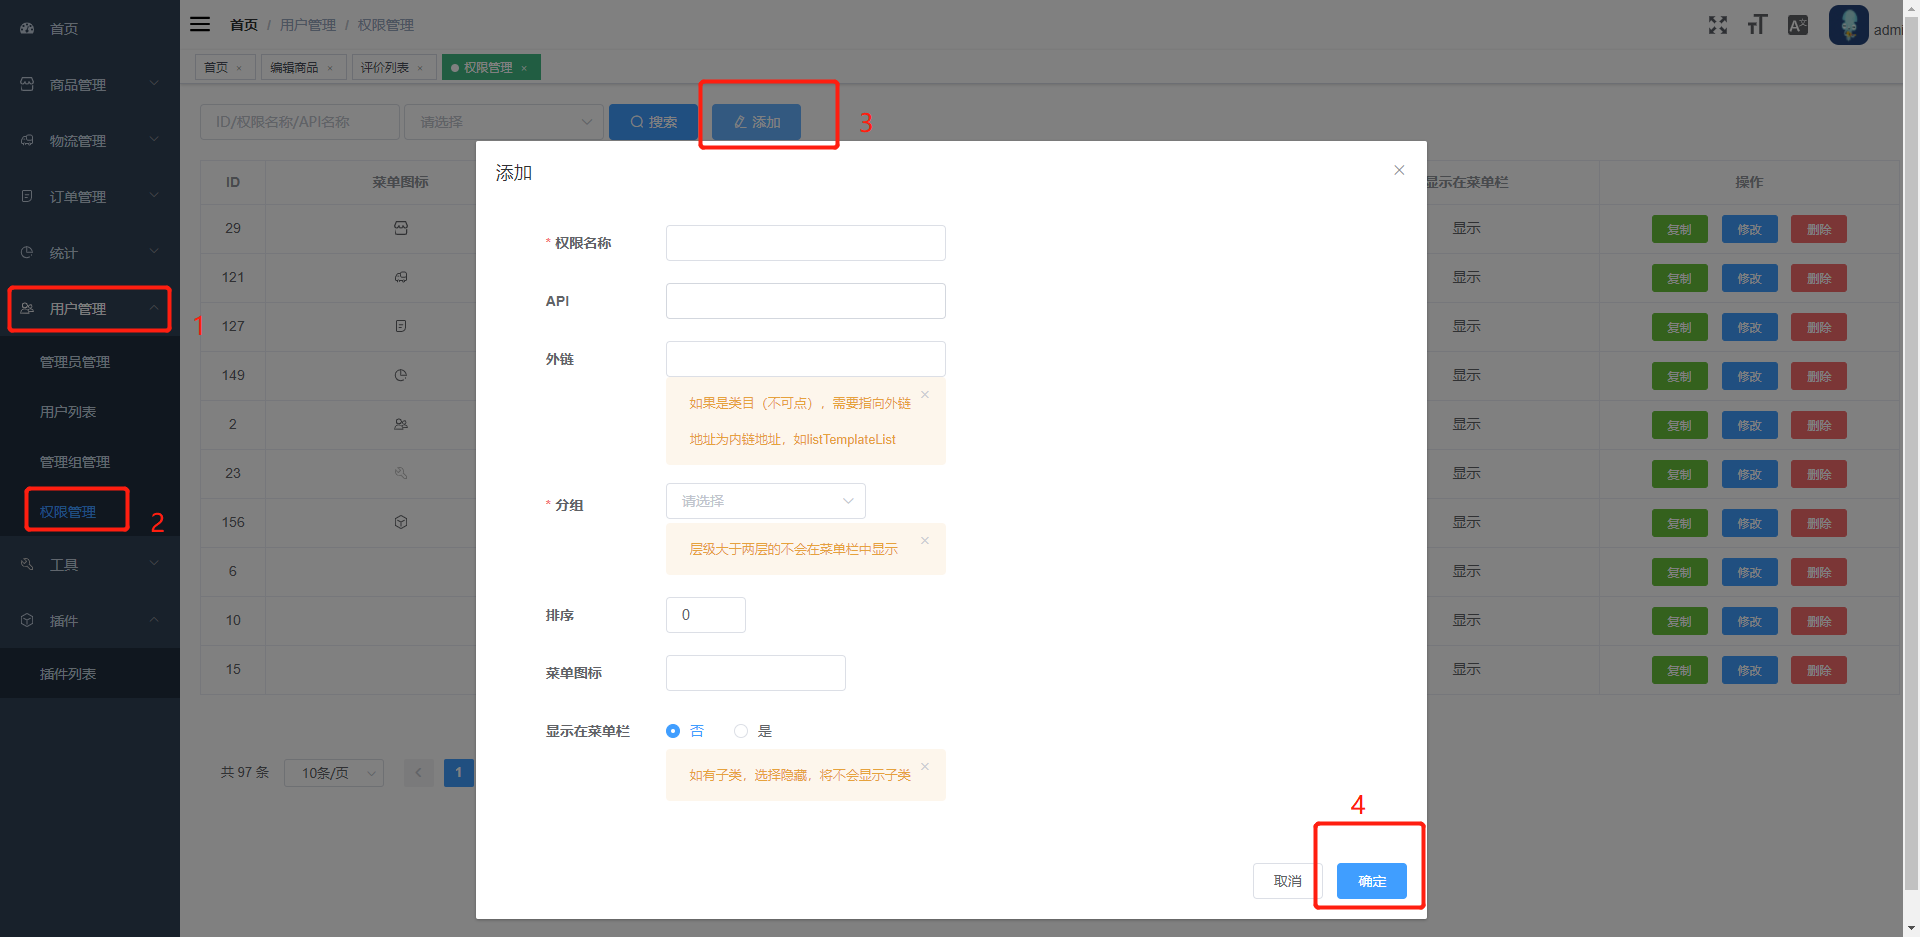 首页
商品管理
物流管理
订单管理
统计
用户管理
1
管理员管理
用户列表
管理组管理
权限管理
2
工具
插件
插件列表
首页 / 用户管理 / 权限管理
admi
首页 × 编辑商品 × 评价列表 × 权限管理 ×
ID/权限名称/API名称 请选择 搜索 添加 3
ID 菜单图标 显示在菜单栏 操作
29 显示 复制 修改 删除
121 显示 复制 修改 删除
127 显示 复制 修改 删除
149 显示 复制 修改 删除
2 显示 复制 修改 删除
23 显示 复制 修改 删除
156 显示 复制 修改 删除
6 显示 复制 修改 删除
10 显示 复制 修改 删除
15 显示 复制 修改 删除
共 97 条 10条/页 1
添加
* 权限名称
API
外链
如果是类目（不可点），需要指向外链
地址为内链地址，如listTemplateList
* 分组 请选择
层级大于两层的不会在菜单栏中显示
排序 0
菜单图标
显示在菜单栏 否 是
如有子类，选择隐藏，将不会显示子类
4
取消 确定